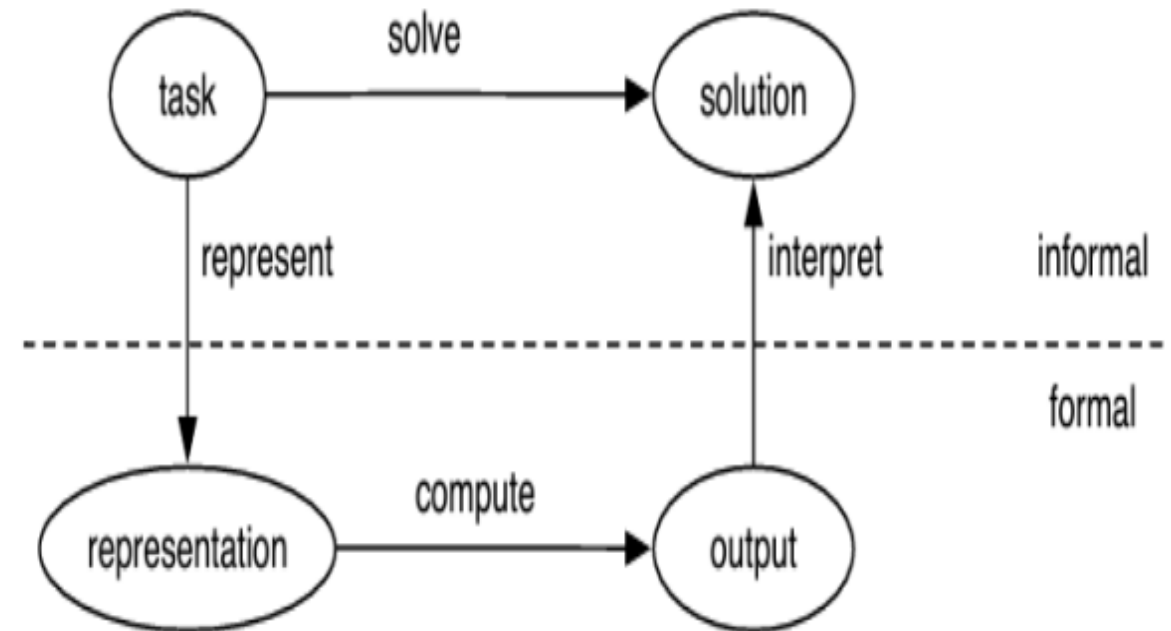 solve
task
solution
represent
interpret
informal
formal
compute
representation
output